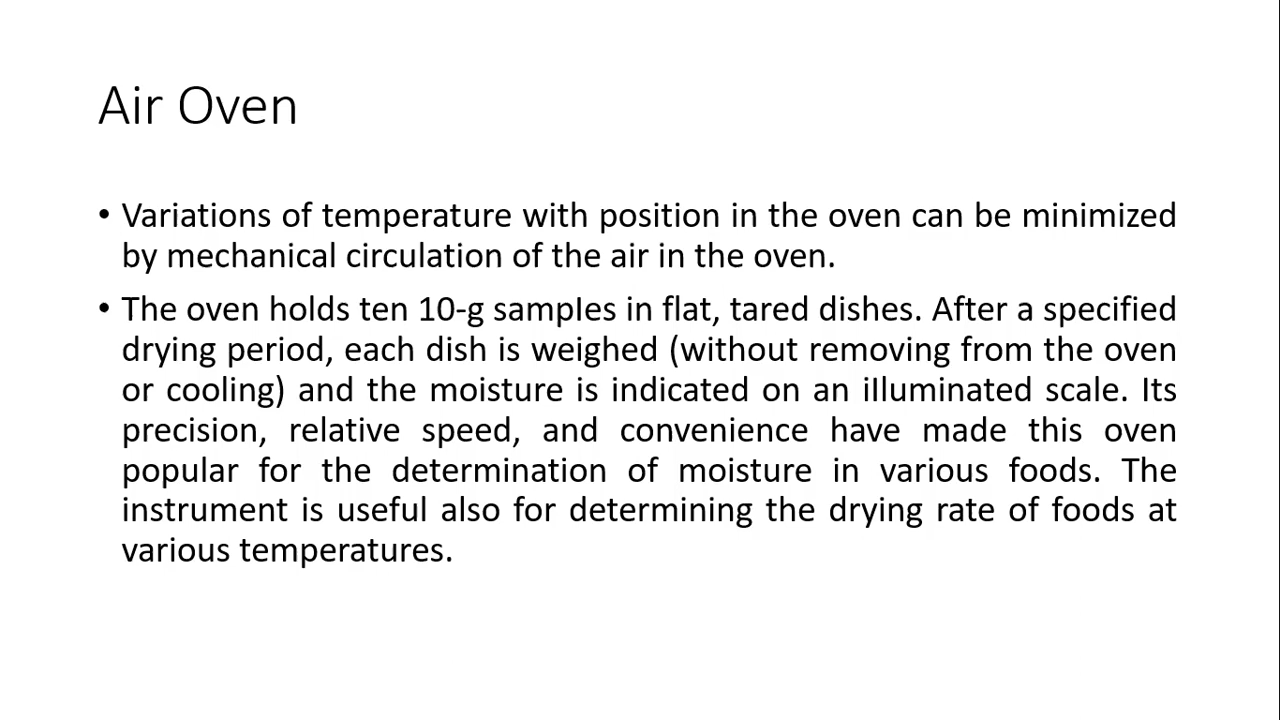 Air Oven
• Variations of temperature with position in the oven can be minimized
by mechanical circulation of the air in the oven.
• The oven holds ten 10-g samples in flat, tared dishes. After a specified
drying period, each dish is weighed (without removing from the oven
or cooling) and the moisture is indicated on an illuminated scale. Its
precision, relative speed, and convenience have made this oven
popular for the determination of moisture in various foods. The
instrument is useful also for determining the drying rate of foods at
various temperatures.